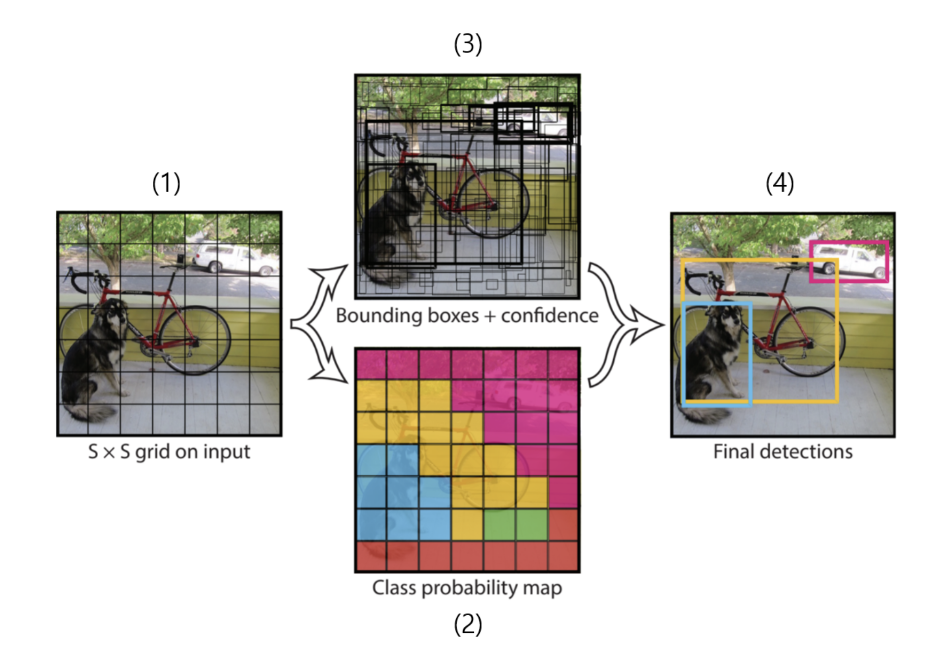 (3)
(1)
(4)
Bounding boxes + confidence
S × S grid on input
Final detections
Class probability map
(2)